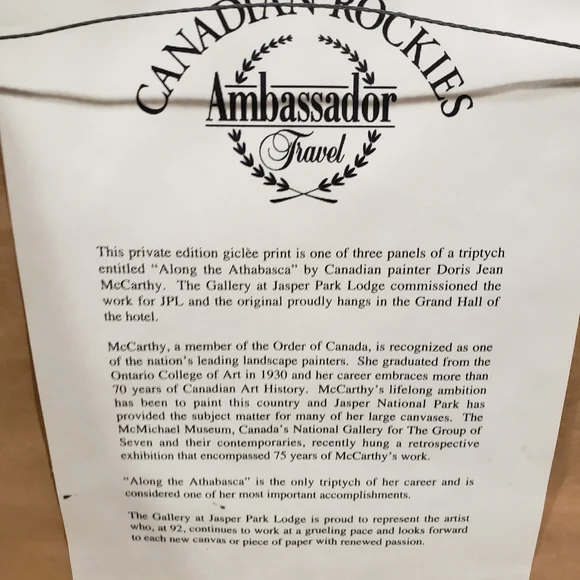 CANADIAN ROCKIES
Ambassador
Travel
This private edition giclèe print is one of three panels of a triptych
entitled "Along the Athabasca" by Canadian painter Doris Jean
McCarthy. The Gallery at Jasper Park Lodge commissioned the
work for JPL and the original proudly hangs in the Grand Hall of
the hotel.
McCarthy, a member of the Order of Canada, is recognized as one
of the nation's leading landscape painters. She graduated from the
Ontario College of Art in 1930 and her career embraces more than
70 years of Canadian Art History. McCarthy's lifelong ambition
has been to paint this country and Jasper National Park has
provided the subject matter for many of her large canvases. The
McMichael Museum, Canada's National Gallery for The Group of
Seven and their contemporaries, recently hung a retrospective
exhibition that encompassed 75 years of McCarthy's work.
"Along the Athabasca" is the only triptych of her career and is
considered one of her most important accomplishments.
The Gallery at Jasper Park Lodge is proud to represent the artist
who, at 92, continues to work at a grueling pace and looks forward
to each new canvas or piece of paper with renewed passion.